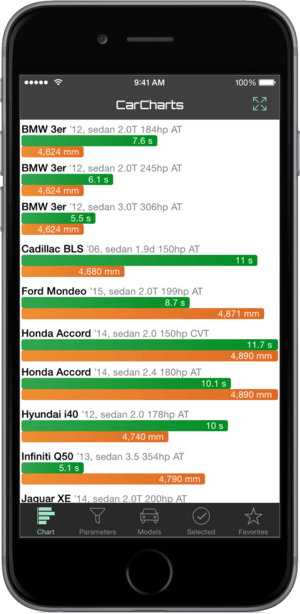 9:41 AM 100%
CarCharts
BMW 3er '12, sedan 2.0T 184hp AT
7.6 s
4,624 mm
BMW 3er '12, sedan 2.0T 245hp AT
6.1 s
4,624 mm
BMW 3er '12, sedan 3.0T 306hp AT
5.5 s
4,624 mm
Cadillac BLS '06, sedan 1.9d 150hp AT
11 s
4,680 mm
Ford Mondeo '15, sedan 2.0T 199hp AT
8.7 s
4,871 mm
Honda Accord '14, sedan 2.0 150hp CVT
11.7 s
4,890 mm
Honda Accord '14, sedan 2.4 180hp AT
10.1 s
4,890 mm
Hyundai i40 '12, sedan 2.0 178hp AT
10 s
4,740 mm
Infiniti Q50 '13, sedan 3.5 354hp AT
5.1 s
4,790 mm
Jaguar XE '14, sedan 2.0T 200hp AT
Chart Parameters Models Selected Favorites